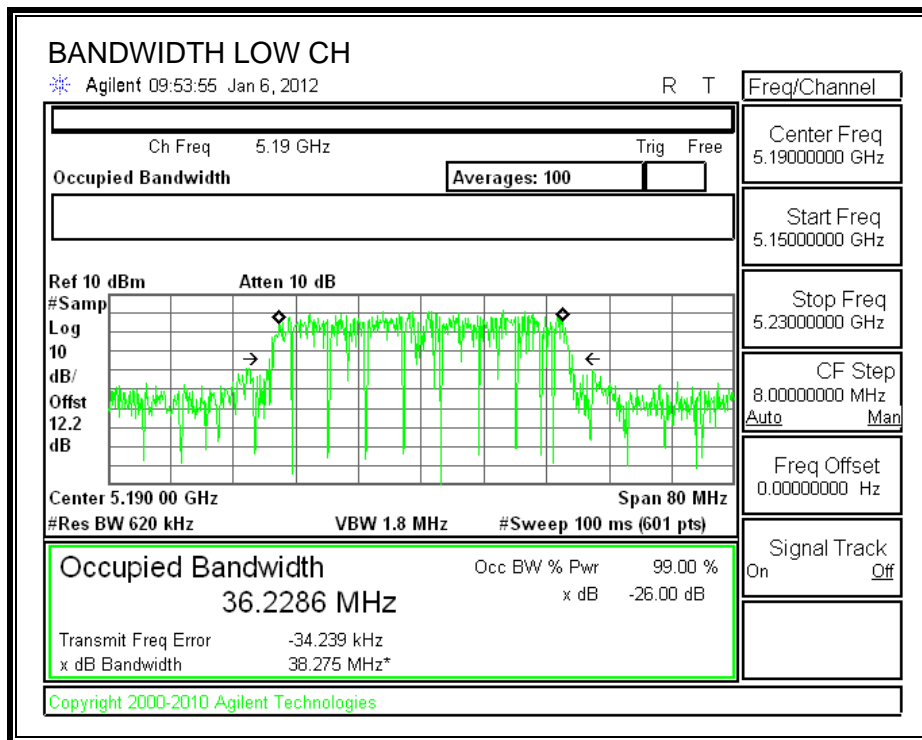 BANDWIDTH LOW CH
Agilent 09:53:55 Jan 6, 2012 R T
Freq/Channel
Ch Freq 5.19 GHz Trig Free
Occupied Bandwidth Averages: 100
Center Freq
5.19000000 GHz
Start Freq
5.15000000 GHz
Stop Freq
5.23000000 GHz
CF Step
8.00000000 MHz
Auto Man
Freq Offset
0.00000000 Hz
Signal Track
On Off
Ref 10 dBm Atten 10 dB
#Samp
Log
10
dB/
Offst
12.2
dB
Center 5.190 00 GHz Span 80 MHz
#Res BW 620 kHz VBW 1.8 MHz #Sweep 100 ms (601 pts)
Occupied Bandwidth Occ BW % Pwr 99.00 %
36.2286 MHz x dB -26.00 dB
Transmit Freq Error -34.239 kHz
x dB Bandwidth 38.275 MHz*
Copyright 2000-2010 Agilent Technologies